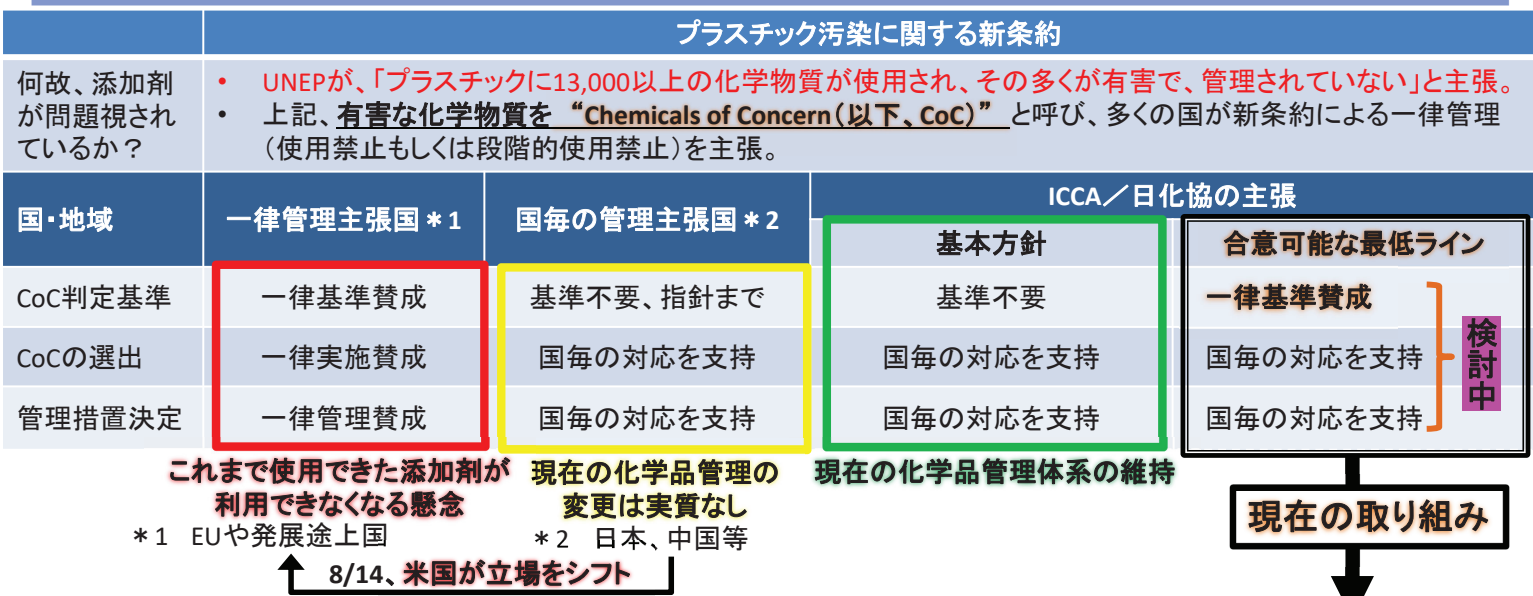 プラスチック汚染に関する新条約
何故、添加剤
が問題視され
ているか？
• UNEPが、「プラスチックに13,000以上の化学物質が使用され、その多くが有害で、管理されていない」と主張。
• 上記、有害な化学物質を “Chemicals of Concern（以下、CoC）” と呼び、多くの国が新条約による一律管理
（使用禁止もしくは段階的使用禁止）を主張。
国・地域
一律管理主張国＊1
国毎の管理主張国＊2
ICCA／日化協の主張
基本方針
合意可能な最低ライン
CoC判定基準
一律基準賛成
基準不要、指針まで
基準不要
一律基準賛成
CoCの選出
一律実施賛成
国毎の対応を支持
国毎の対応を支持
国毎の対応を支持
管理措置決定
一律管理賛成
国毎の対応を支持
国毎の対応を支持
国毎の対応を支持
検討中
これまで使用できた添加剤が
利用できなくなる懸念
現在の化学品管理の
変更は実質なし
現在の化学品管理体系の維持
現在の取り組み
＊1 EUや発展途上国
＊2 日本、中国等
8/14、米国が立場をシフト